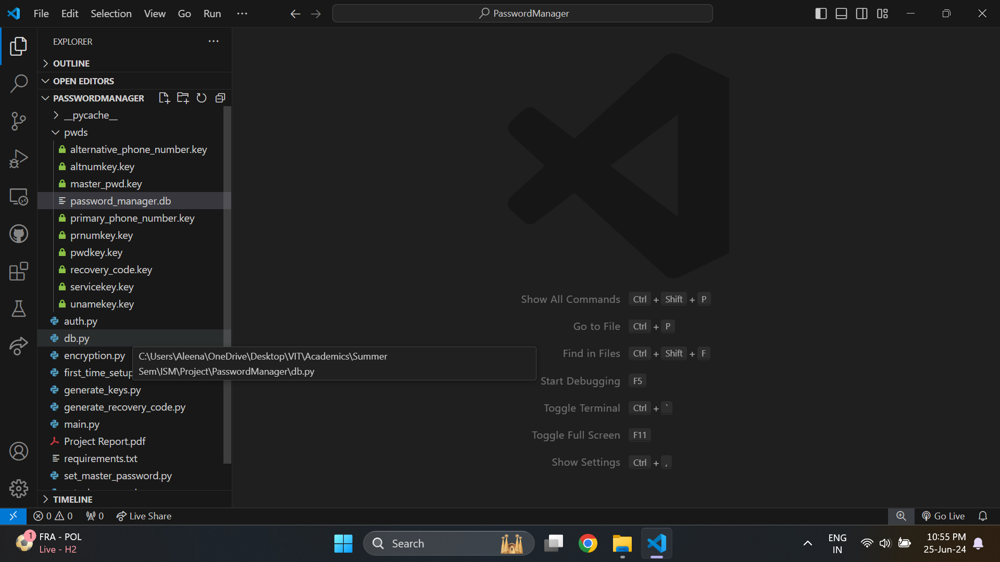 File Edit Selection View Go Run ···
PasswordManager
EXPLORER ···
OUTLINE
OPEN EDITORS
PASSWORDMANAGER
__pycache__
pwds
alternative_phone_number.key
altnumkey.key
master_pwd.key
password_manager.db
primary_phone_number.key
prnumkey.key
pwdkey.key
recovery_code.key
servicekey.key
unamekey.key
auth.py
db.py
encryption.py
first_time_setup
generate_keys.py
generate_recovery_code.py
main.py
Project Report.pdf
requirements.txt
set_master_password.py
TIMELINE
C:\Users\Aleena\OneDrive\Desktop\VIT\Academics\Summer
Sem\ISM\Project\PasswordManager\db.py
Show All Commands Ctrl + Shift + P
Go to File Ctrl + P
Find in Files Ctrl + Shift + F
Start Debugging F5
Toggle Terminal Ctrl + `
Toggle Full Screen F11
Show Settings Ctrl + ,
0 0 0 Live Share
Go Live
1
FRA - POL
Live - H2
Search
ENG
IN
10:55 PM
25-Jun-24